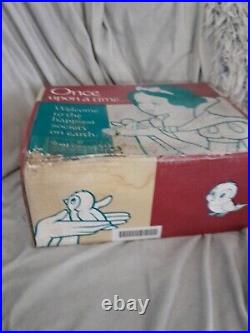 Once
upon a time...
Welcome
to the
happiest
society
on earth.